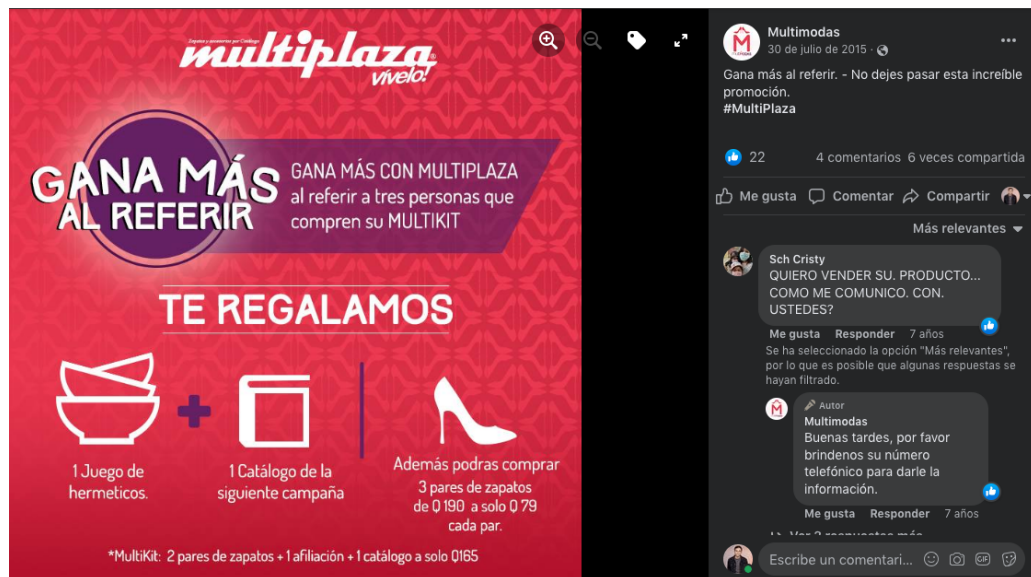 Zapatos y accesorios por Catálogo
multiplaza
vívelo!
GANA MÁS
AL REFERIR
GANA MÁS CON MULTIPLAZA
al referir a tres personas que
compren su MULTIKIT
TE REGALAMOS
1 Juego de
hermeticos.
1 Catálogo de la
siguiente campaña
Además podras comprar
3 pares de zapatos
de Q 190 a solo Q 79
cada par.
*MultiKit: 2 pares de zapatos + 1 afiliación + 1 catálogo a solo Q165
Multimodas
30 de julio de 2015 ·
Gana más al referir. - No dejes pasar esta increíble
promoción.
#MultiPlaza
22 4 comentarios 6 veces compartida
Me gusta Comentar Compartir
Más relevantes
Sch Cristy
QUIERO VENDER SU. PRODUCTO...
COMO ME COMUNICO. CON.
USTEDES?
Me gusta Responder 7 años
Se ha seleccionado la opción "Más relevantes",
por lo que es posible que algunas respuestas se
hayan filtrado.
Autor
Multimodas
Buenas tardes, por favor
brindenos su número
telefónico para darle la
información.
Me gusta Responder 7 años
Escribe un comentari...
GIF